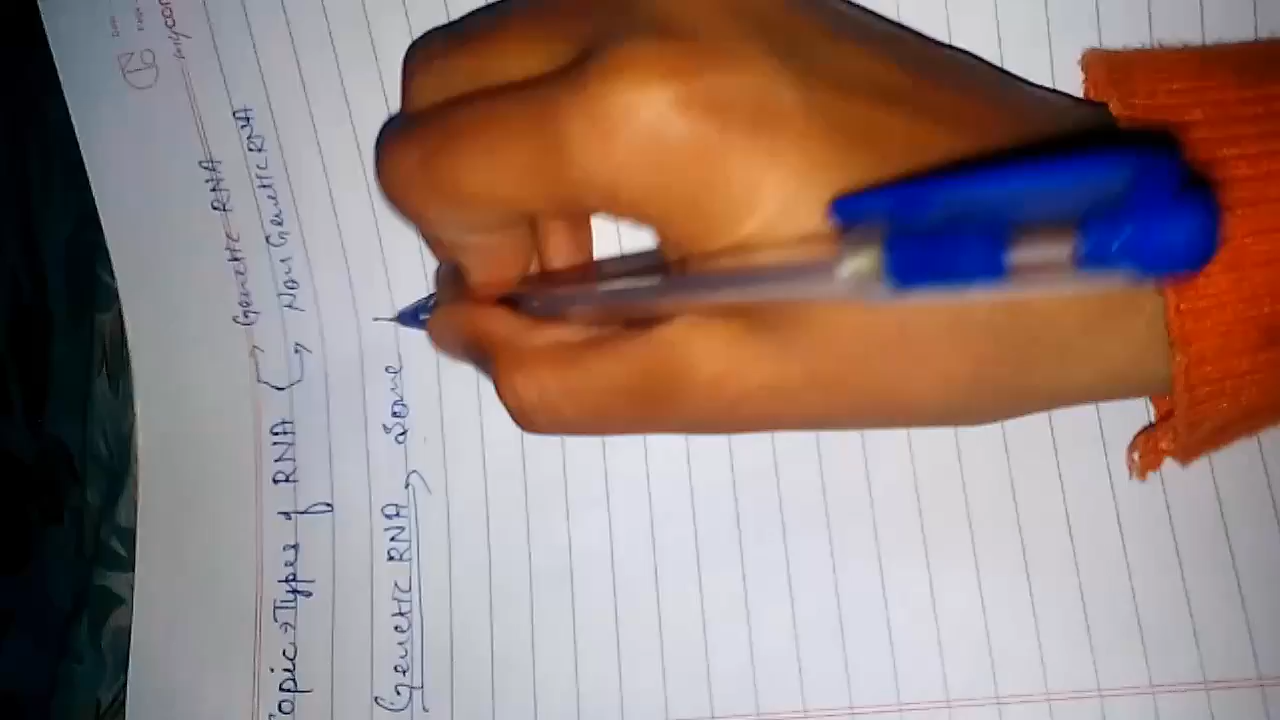 Genetic RNA
Topic → Types of RNA
Non Genetic RNA
Genetic RNA → Some